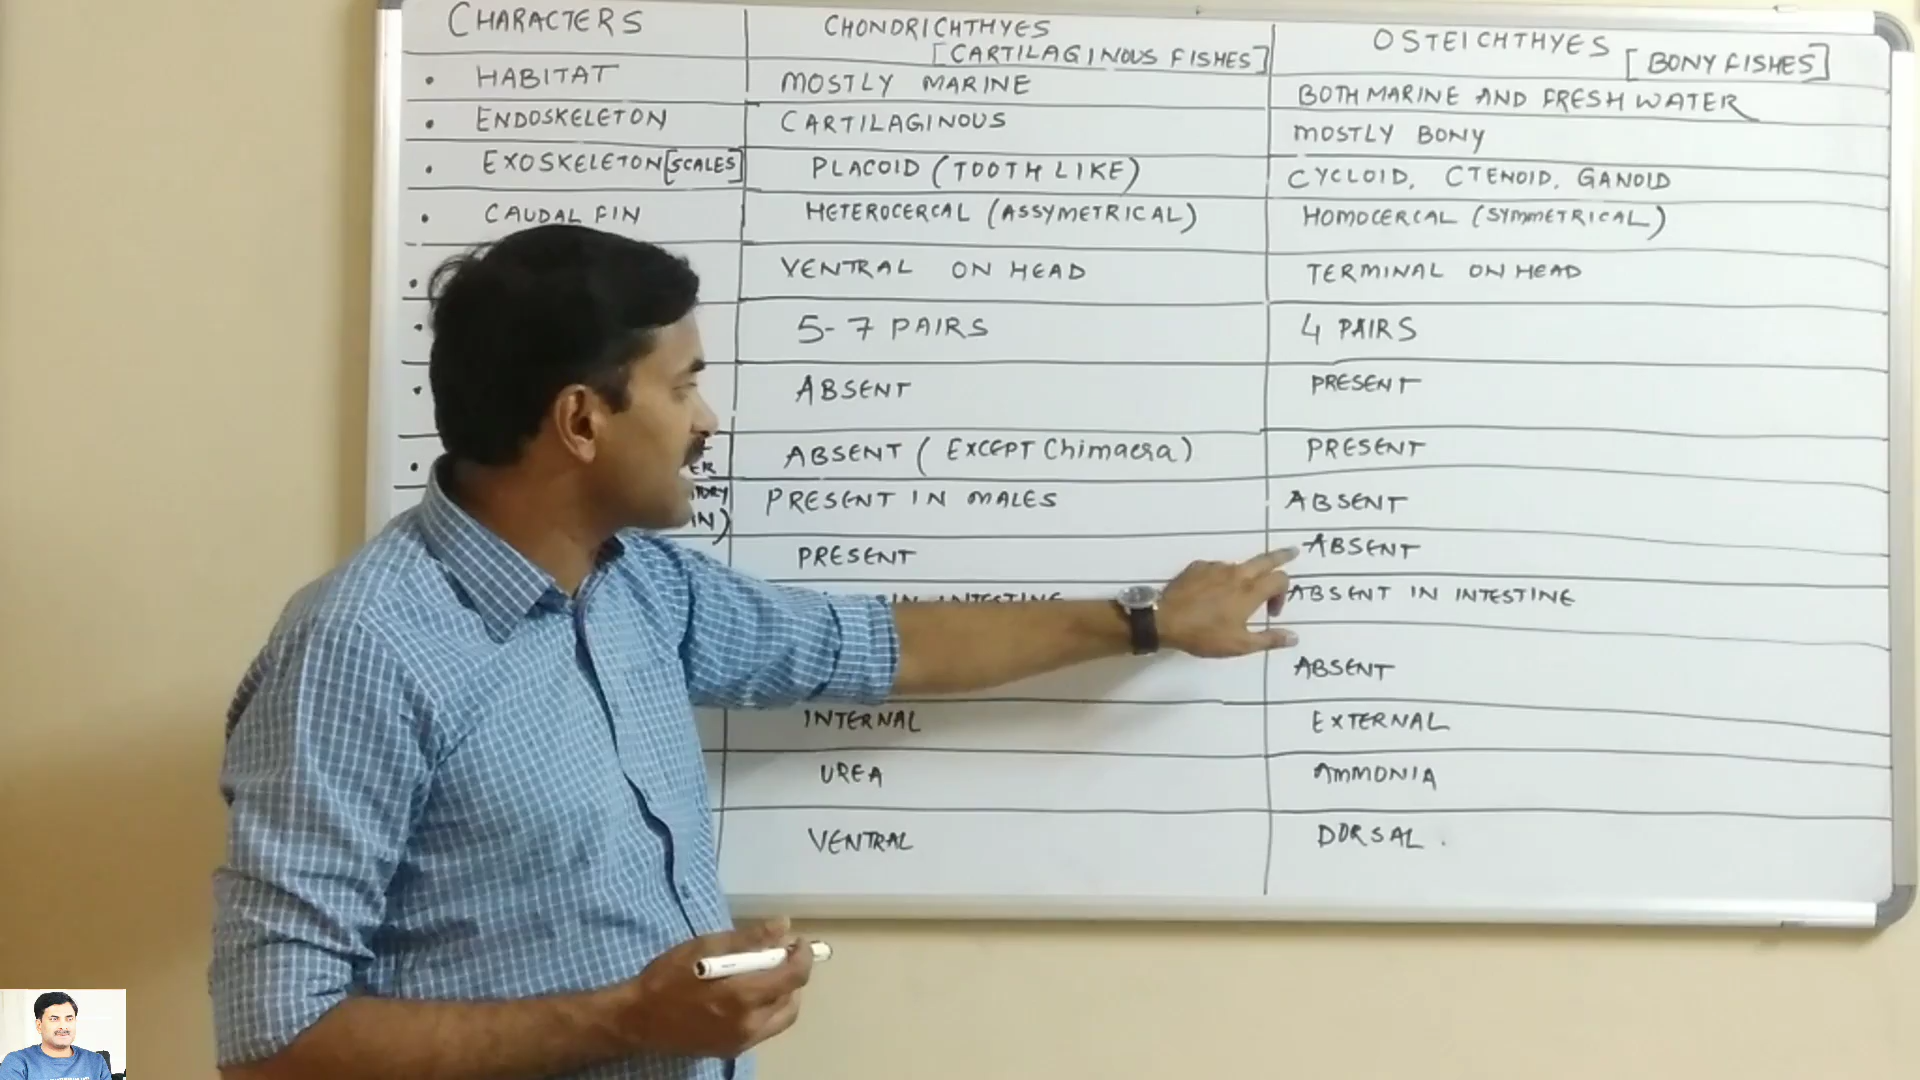 CHARACTERS CHONDRICHTHYES OSTEICHTHYES
[CARTILAGINOUS FISHES] [BONY FISHES]
• HABITAT MOSTLY MARINE BOTH MARINE AND FRESH WATER
• ENDOSKELETON CARTILAGINOUS MOSTLY BONY
• EXOSKELETON [SCALES] PLACOID (TOOTH LIKE) CYCLOID, CTENOID, GANOID
• CAUDAL FIN HETEROCERCAL (ASSYMETRICAL) HOMOCERCAL (SYMMETRICAL)
• VENTRAL ON HEAD TERMINAL ON HEAD
• 5-7 PAIRS 4 PAIRS
• ABSENT PRESENT
• ABSENT (EXCEPT Chimaera) PRESENT
PRESENT IN MALES ABSENT
PRESENT ABSENT
IN INTESTINE ABSENT IN INTESTINE
ABSENT
INTERNAL EXTERNAL
UREA AMMONIA
VENTRAL DORSAL.